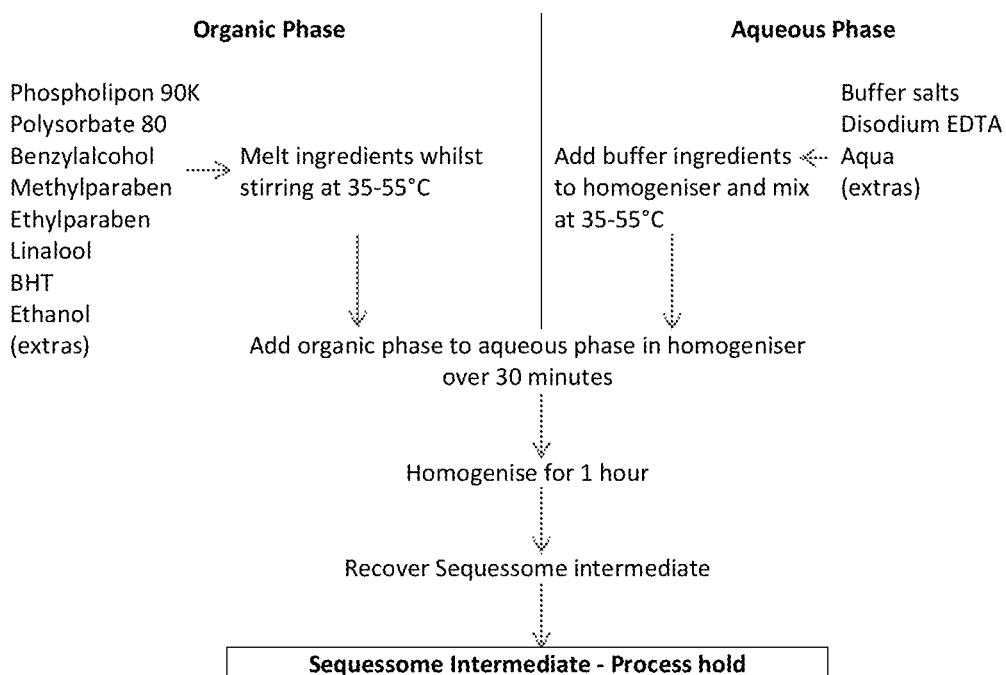 Organic Phase
Aqueous Phase
Phospholipon 90K
Polysorbate 80
Benzylalcohol
Methylparaben
Ethylparaben
Linalool
BHT
Ethanol
(extras)
Melt ingredients whilst
stirring at 35-55°C
Buffer salts
Disodium EDTA
Aqua
(extras)
Add buffer ingredients
to homogeniser and mix
at 35-55°C
Add organic phase to aqueous phase in homogeniser
over 30 minutes
Homogenise for 1 hour
Recover Sequessome intermediate
Sequessome Intermediate - Process hold